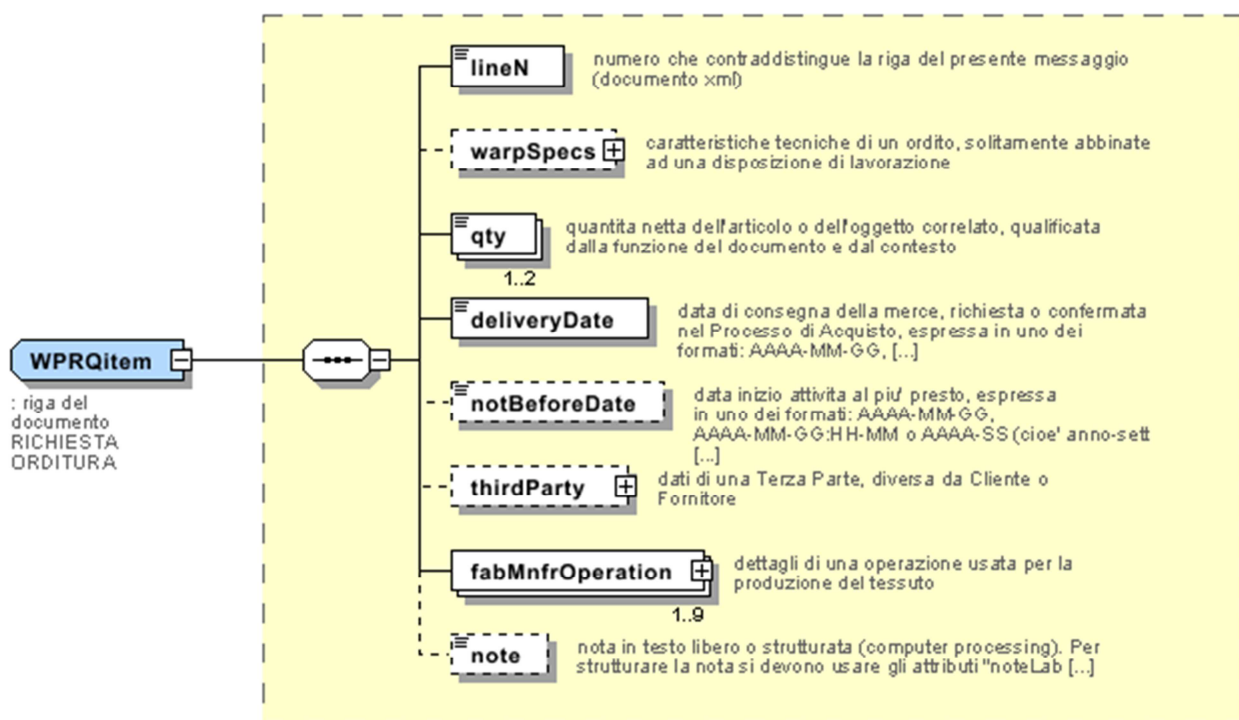 lineN
numero che contraddistingue la riga del presente messaggio
(documento xml)
warpSpecs
caratteristiche tecniche di un ordito, solitamente abbinate
ad una disposizione di lavorazione
qty
quantita netta dell'articolo o dell'oggetto correlato, qualificata
dalla funzione del documento e dal contesto
1..2
deliveryDate
data di consegna della merce, richiesta o confermata
nel Processo di Acquisto, espressa in uno dei
formati: AAAA-MM-GG, [...]
WPRQitem
: riga del
documento
RICHIESTA
ORDITURA
notBeforeDate
data inizio attivita al piu' presto, espressa
in uno dei formati: AAAA-MM-GG,
AAAA-MM-GG:HH-MM o AAAA-SS (cioe' anno-sett
[...]
thirdParty
dati di una Terza Parte, diversa da Cliente o
Fornitore
fabMnfrOperation
dettagli di una operazione usata per la
produzione del tessuto
1..9
note
nota in testo libero o strutturata (computer processing). Per
strutturare la nota si devono usare gli attributi "noteLab [...]